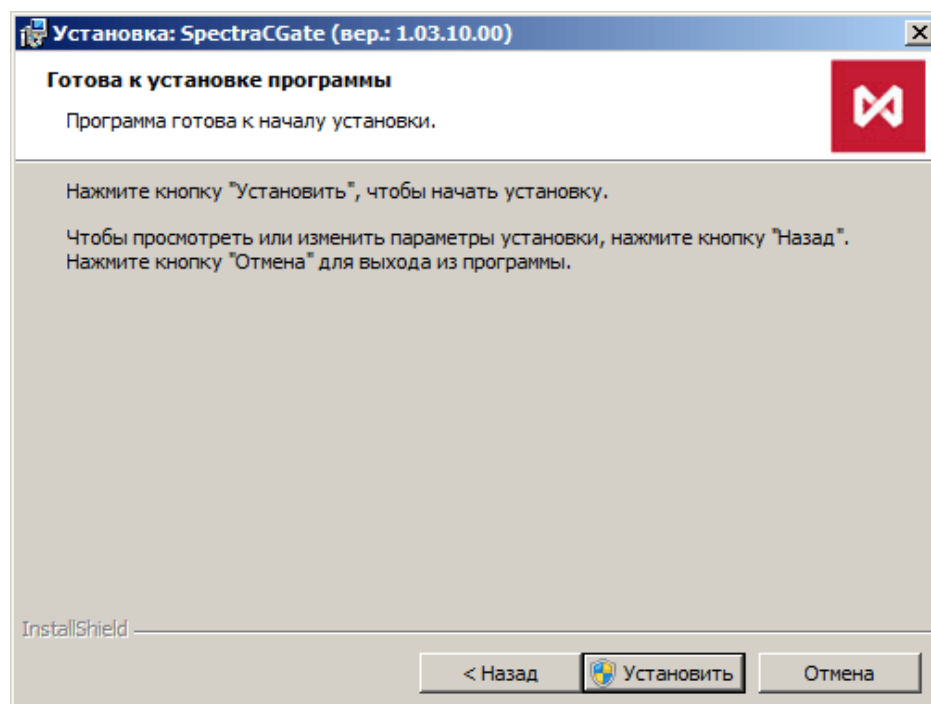 Установка: SpectraCGate (вер.: 1.03.10.00)
Готова к установке программы
Программа готова к началу установки.
Нажмите кнопку "Установить", чтобы начать установку.
Чтобы просмотреть или изменить параметры установки, нажмите кнопку "Назад".
Нажмите кнопку "Отмена" для выхода из программы.
InstallShield
< Назад
Установить
Отмена